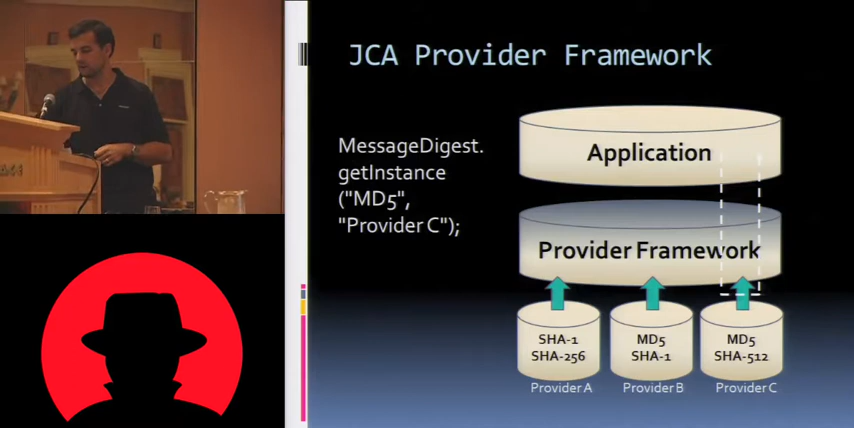 JCA Provider Framework
MessageDigest.
getInstance
("MD5",
"Provider C");
Application
Provider Framework
SHA-1
SHA-256
Provider A
MD5
SHA-1
Provider B
MD5
SHA-512
Provider C